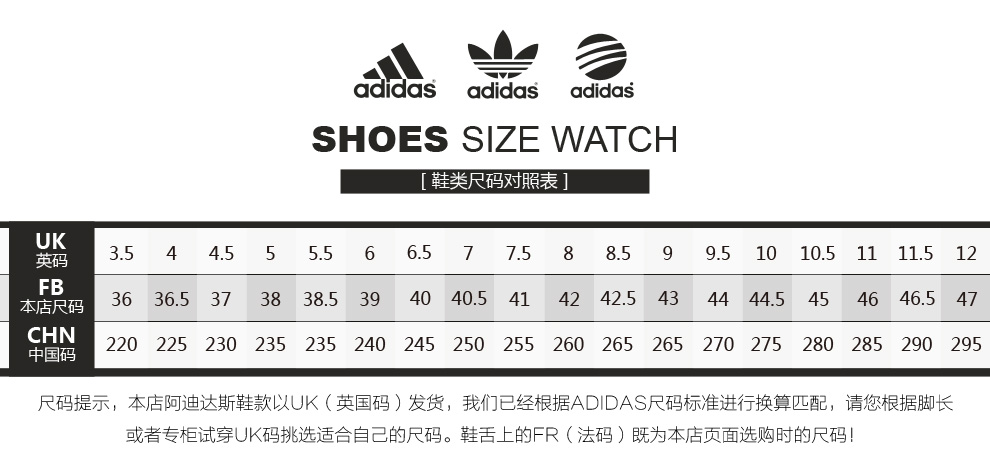 adidas® adidas® adidas
SHOES SIZE WATCH
[ 鞋类尺码对照表 ]
UK 3.5 4 4.5 5 5.5 6 6.5 7 7.5 8 8.5 9 9.5 10 10.5 11 11.5 12
英码
FB 36 36.5 37 38 38.5 39 40 40.5 41 42 42.5 43 44 44.5 45 46 46.5 47
本店尺码
CHN 220 225 230 235 235 240 245 250 255 260 265 265 270 275 280 285 290 295
中国码
尺码提示，本店阿迪达斯鞋款以UK（英国码）发货，我们已经根据ADIDAS尺码标准进行换算匹配，请您根据脚长
或者专柜试穿UK码挑选适合自己的尺码。鞋舌上的FR（法码）既为本店页面选购时的尺码！